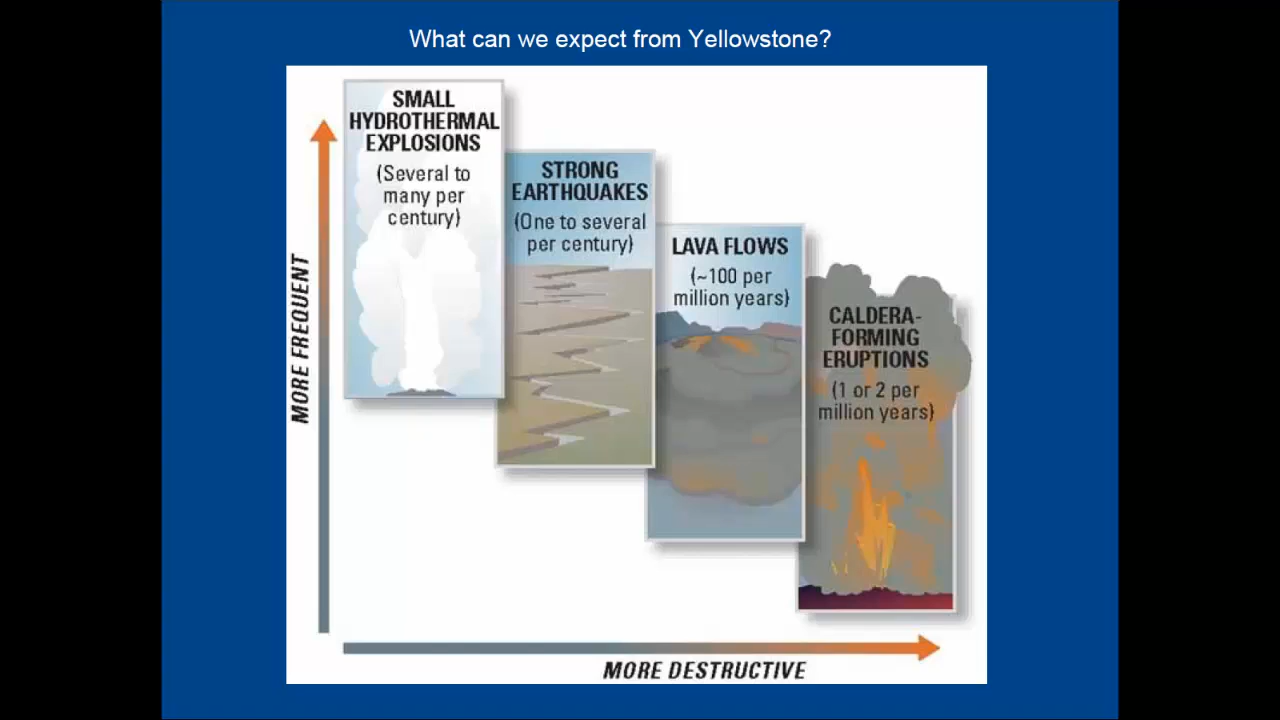 What can we expect from Yellowstone?
SMALL
HYDROTHERMAL
EXPLOSIONS
(Several to
many per
century)
STRONG
EARTHQUAKES
(One to several
per century)
LAVA FLOWS
(~100 per
million years)
CALDERA-
FORMING
ERUPTIONS
(1 or 2 per
million years)
MORE FREQUENT
MORE DESTRUCTIVE